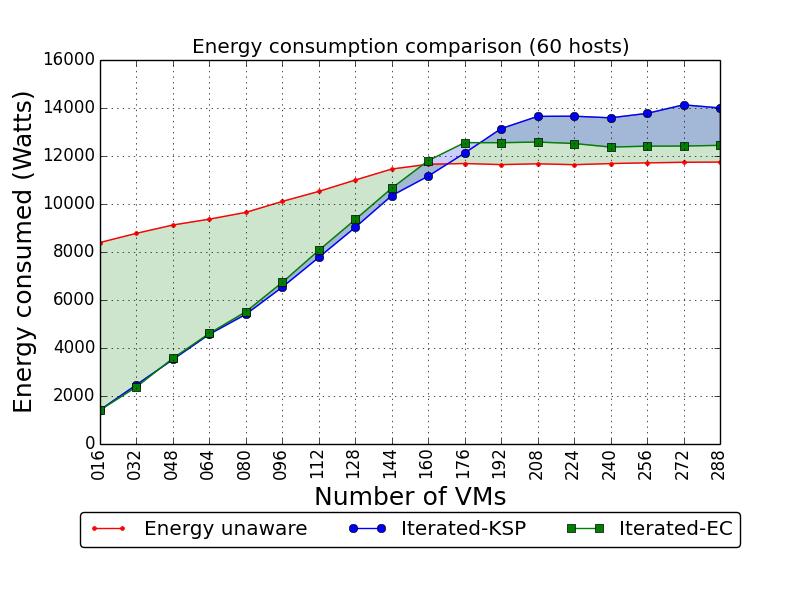 Energy consumption comparison (60 hosts)
16000
14000
12000
10000
8000
6000
4000
2000
0
Energy consumed (Watts)
016 032 048 064 080 096 112 128 144 160 176 192 208 224 240 256 272 288
Number of VMs
Energy unaware Iterated-KSP Iterated-EC